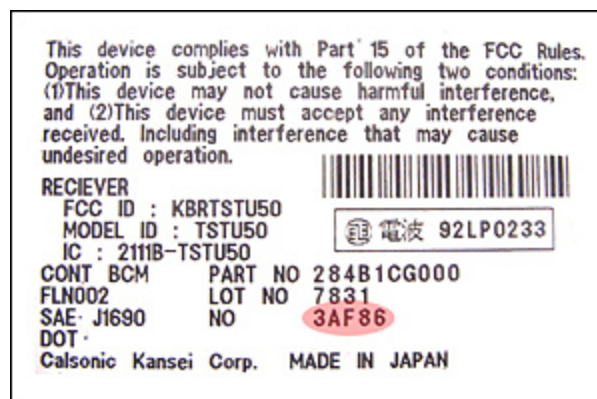 This device complies with Part 15 of the FCC Rules.
Operation is subject to the following two conditions:
(1)This device may not cause harmful interference,
and (2)This device must accept any interference
received. Including interference that may cause
undesired operation.
RECIEVER
FCC ID : KBRTSTU50
MODEL ID : TSTU50
IC : 2111B-TSTU50
電波 92LP0233
CONT BCM PART NO 284B1CG000
FLN002 LOT NO 7831
SAE· J1690 NO 3AF86
DOT ·
Calsonic Kansei Corp. MADE IN JAPAN